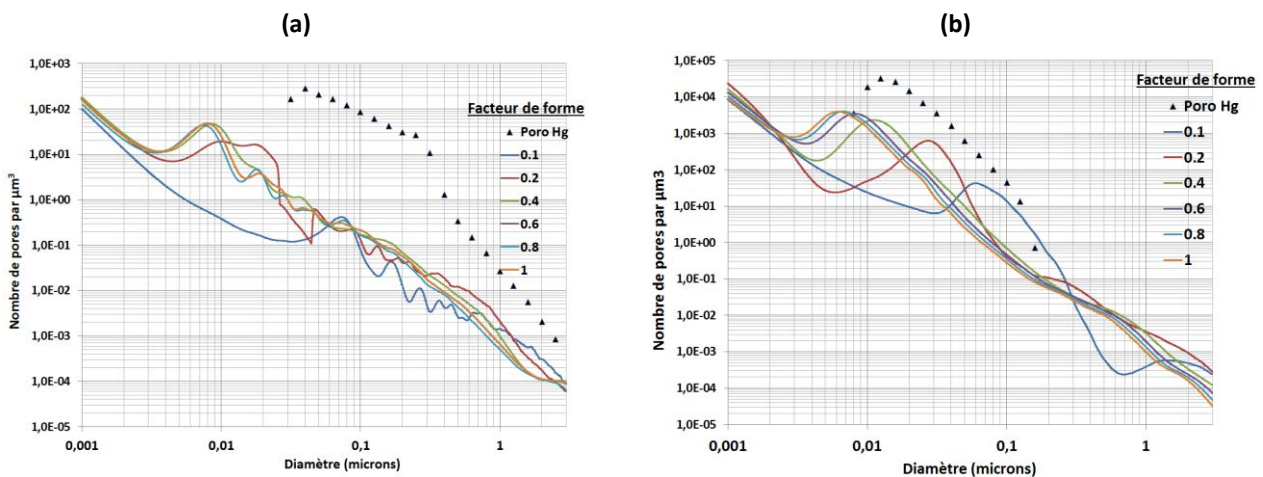 (a)
1,0E+03
1,0E+02
1,0E+01
1,0E+00
1,0E-01
1,0E-02
1,0E-03
1,0E-04
1,0E-05
Nombre de pores par µm³
0,001
0,01
0,1
1
Diamètre (microns)
Facteur de forme
Poro Hg
0.1
0.2
0.4
0.6
0.8
1
(b)
1,0E+05
1,0E+04
1,0E+03
1,0E+02
1,0E+01
1,0E+00
1,0E-01
1,0E-02
1,0E-03
1,0E-04
1,0E-05
Nombre de pores par µm3
0,001
0,01
0,1
1
Diamètre (microns)
Facteur de forme
Poro Hg
0.1
0.2
0.4
0.6
0.8
1